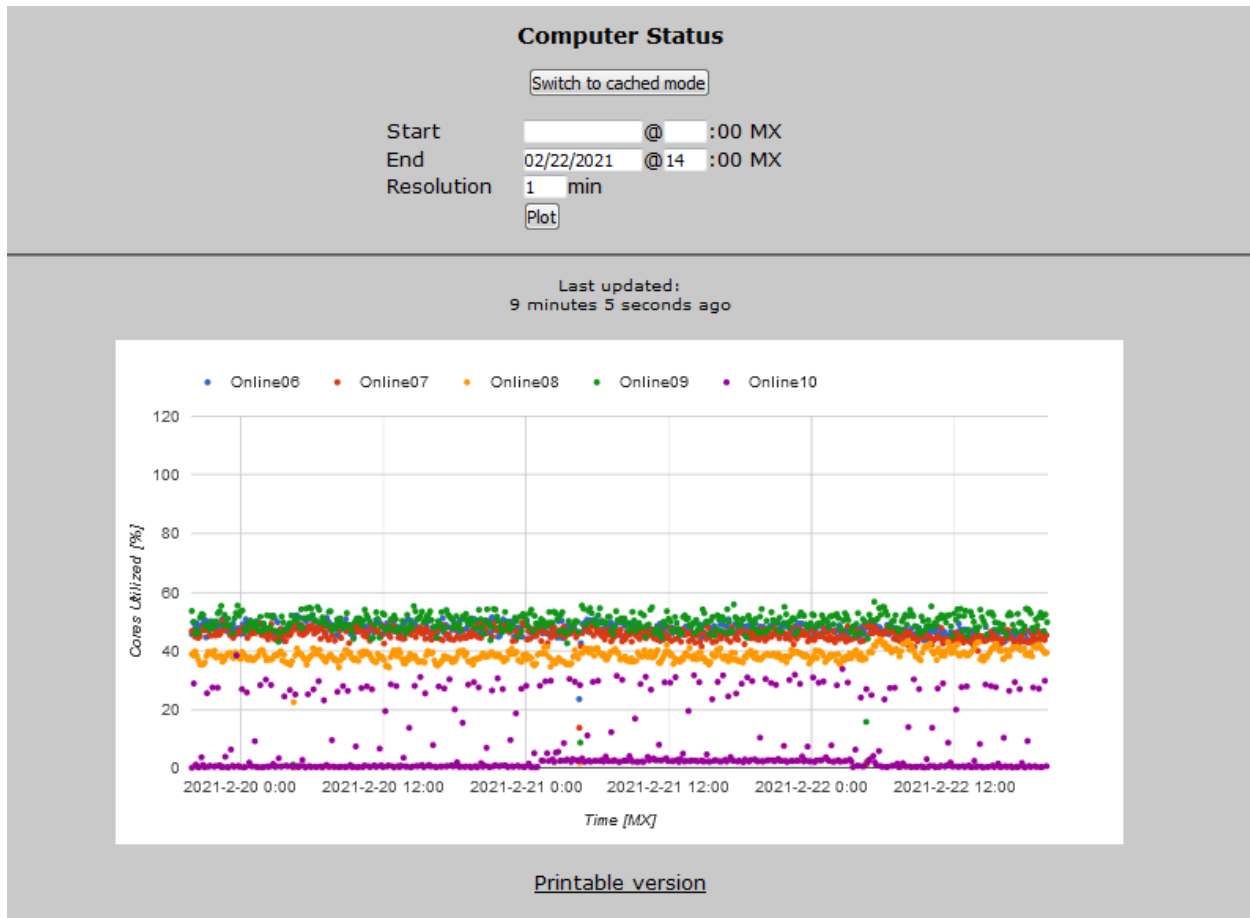 Computer Status
Switch to cached mode
Start @ :00 MX
End 02/22/2021 @ 14 :00 MX
Resolution 1 min
Plot
Last updated:
9 minutes 5 seconds ago
Online06 Online07 Online08 Online09 Online10
120
100
80
60
40
20
0
Cores Utilized [%]
2021-2-20 0:00 2021-2-20 12:00 2021-2-21 0:00 2021-2-21 12:00 2021-2-22 0:00 2021-2-22 12:00
Time [MX]
Printable version